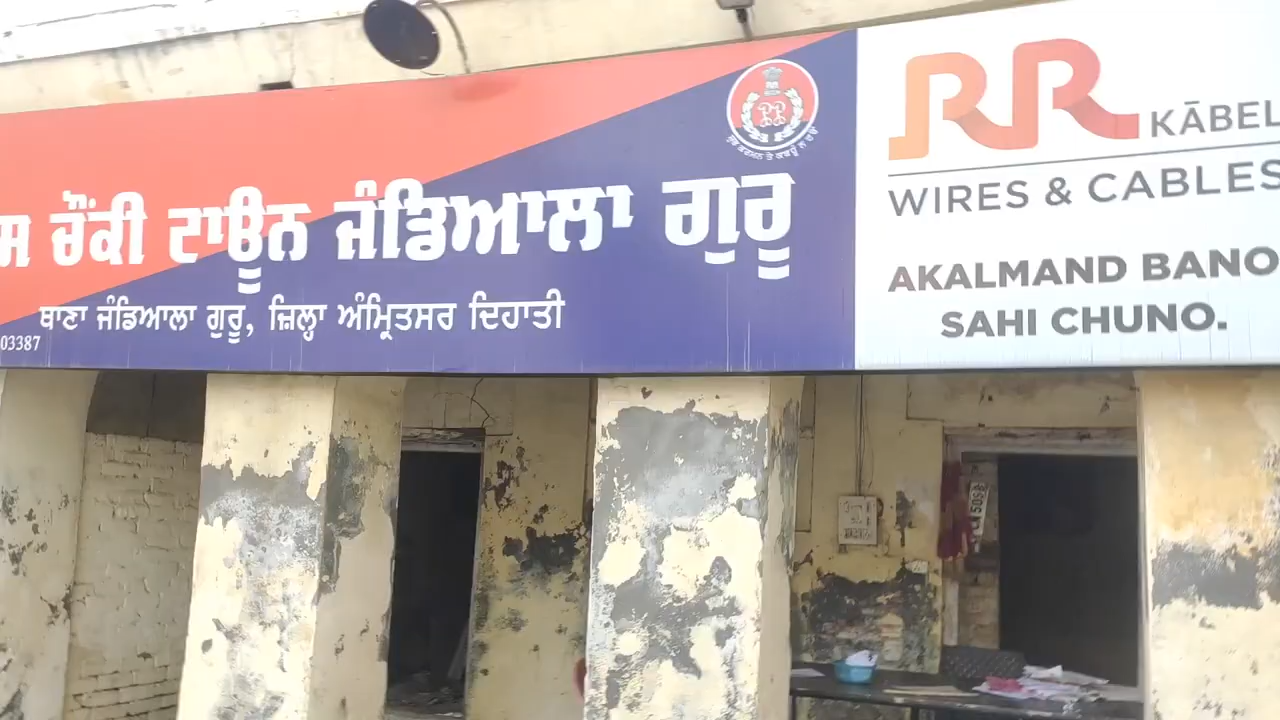 ਸ ਚੌਂਕੀ ਟਾਊਨ ਜੰਡਿਆਲਾ ਗੁਰੂ
ਥਾਣਾ ਜੰਡਿਆਲਾ ਗੁਰੂ, ਜ਼ਿਲ੍ਹਾ ਅੰਮ੍ਰਿਤਸਰ ਦਿਹਾਤੀ
03387
RR KĀBEL
WIRES & CABLES
AKALMAND BANO
SAHI CHUNO.